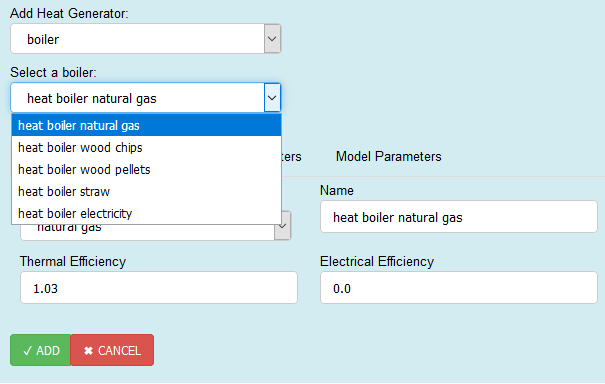 Add Heat Generator:
boiler
Select a boiler:
heat boiler natural gas
heat boiler natural gas
heat boiler wood chips
heat boiler wood pellets
heat boiler straw
heat boiler electricity
ters Model Parameters
Name
natural gas
heat boiler natural gas
Thermal Efficiency Electrical Efficiency
1.03 0.0
✓ ADD ✖ CANCEL